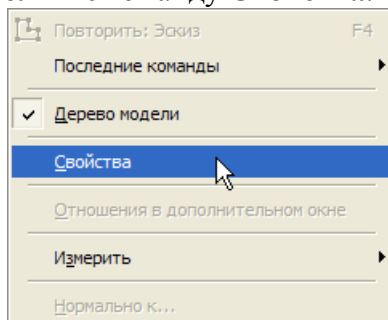 Повторить: Эскиз F4
Последние команды
Дерево модели
Свойства
Отношения в дополнительном окне
Измерить
Нормально к...